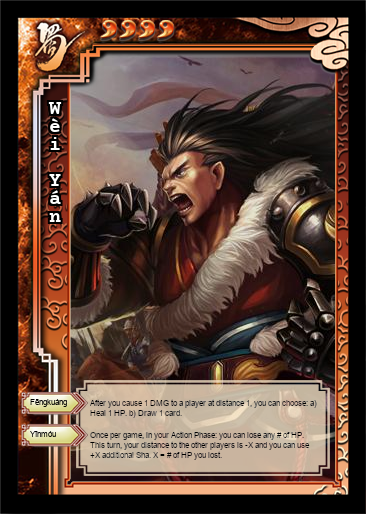 蜀
Wèi Yán
Fēngkuáng
After you cause 1 DMG to a player at distance 1, you can choose: a)
Heal 1 HP. b) Draw 1 card.
Yīnmóu
Once per game, in your Action Phase: you can lose any # of HP.
This turn, your distance to the other players is -X and you can use
+X additional Sha. X = # of HP you lost.